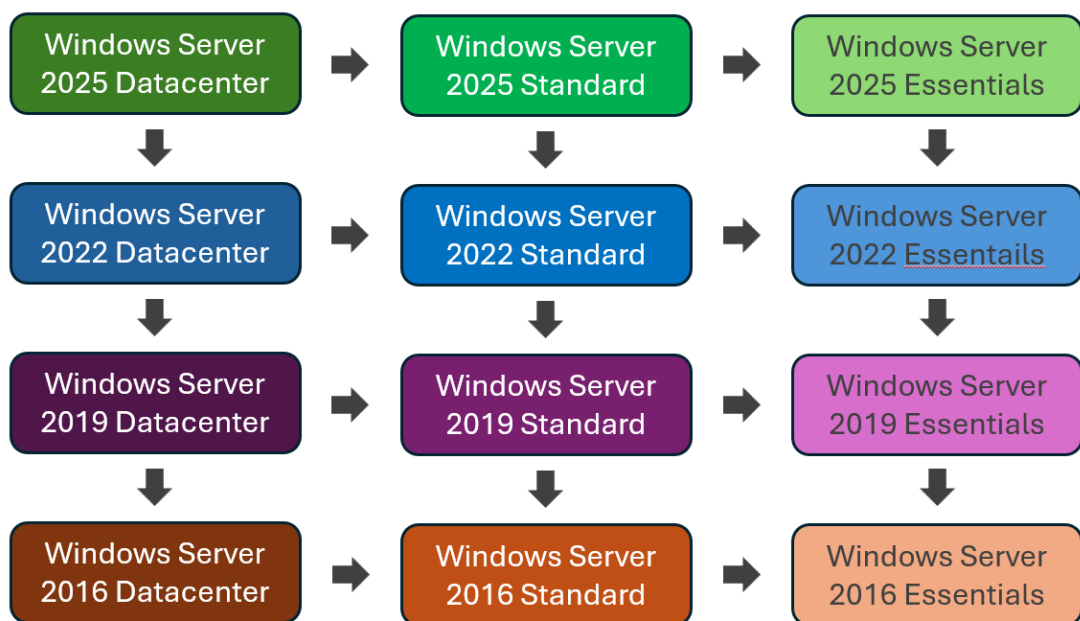 Windows Server
2025 Datacenter
Windows Server
2025 Standard
Windows Server
2025 Essentials
Windows Server
2022 Datacenter
Windows Server
2022 Standard
Windows Server
2022 Essentails
Windows Server
2019 Datacenter
Windows Server
2019 Standard
Windows Server
2019 Essentials
Windows Server
2016 Datacenter
Windows Server
2016 Standard
Windows Server
2016 Essentials